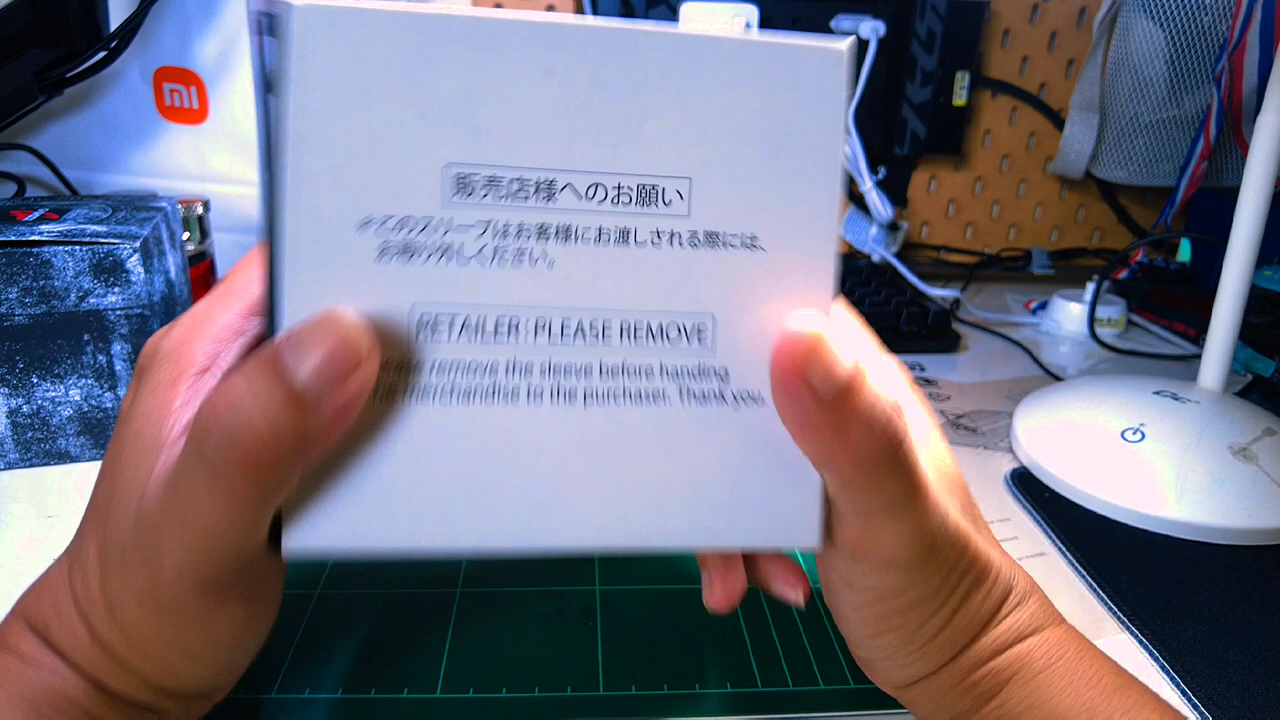 mi
販売店様へのお願い
※このスリーブはお客様にお渡しされる際には、
お取り外しください。
RETAILER : PLEASE REMOVE
remove the sleeve before handing
the merchandise to the purchaser. Thank you.